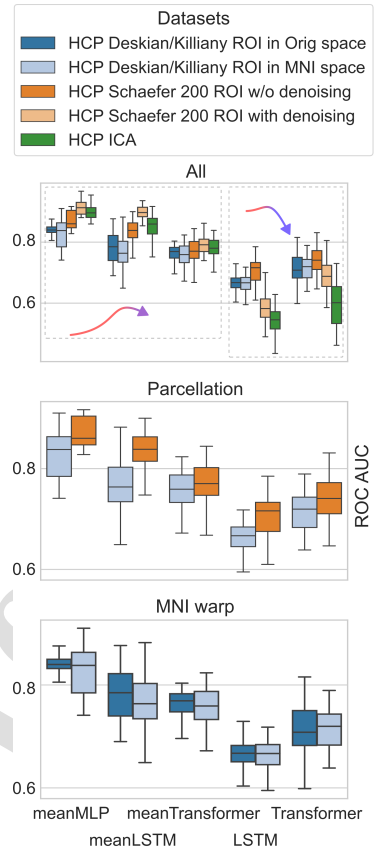 Datasets
HCP Deskian/Killiany ROI in Orig space
HCP Deskian/Killiany ROI in MNI space
HCP Schaefer 200 ROI w/o denoising
HCP Schaefer 200 ROI with denoising
HCP ICA
All
0.8
0.6
Parcellation
0.8
0.6
ROC AUC
MNI warp
0.8
0.6
meanMLP meanTransformer Transformer
meanLSTM LSTM